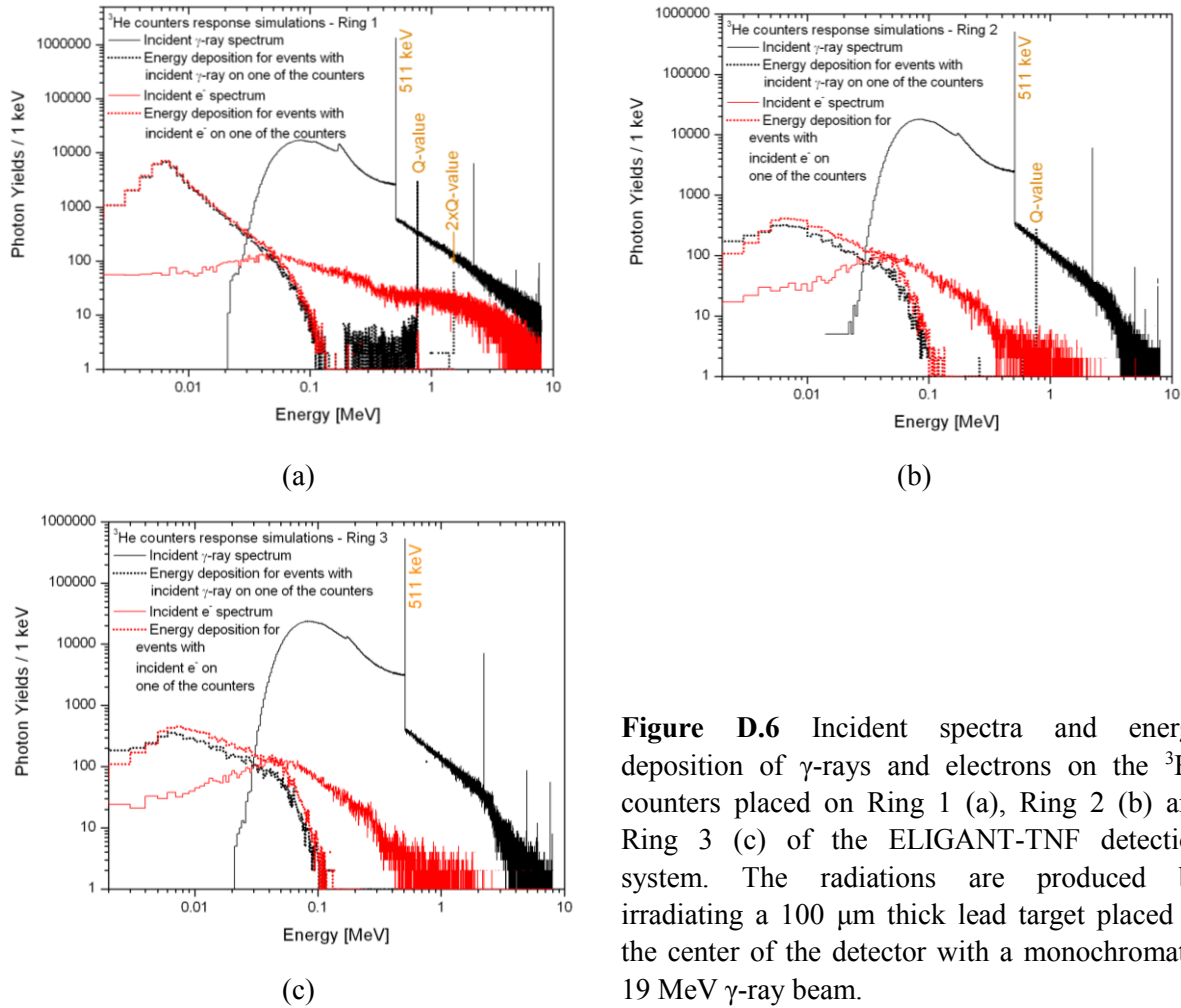 ³He counters response simulations - Ring 1
Incident γ-ray spectrum
Energy deposition for events with
incident γ-ray on one of the counters
Incident e⁻ spectrum
Energy deposition for events with
incident e⁻ on one of the counters
511 keV
Q-value
2xQ-value
Photon Yields / 1 keV
1000000
100000
10000
1000
100
10
1
0.01
0.1
1
10
Energy [MeV]
(a)
³He counters response simulations - Ring 2
Incident γ-ray spectrum
Energy deposition for events with
incident γ-ray on one of the counters
Incident e⁻ spectrum
Energy deposition for
events with
incident e⁻ on
one of the counters
511 keV
Q-value
Photon Yields / 1 keV
1000000
100000
10000
1000
100
10
1
0.01
0.1
1
10
Energy [MeV]
(b)
³He counters response simulations - Ring 3
Incident γ-ray spectrum
Energy deposition for events with
incident γ-ray on one of the counters
Incident e⁻ spectrum
Energy deposition for
events with
incident e⁻ on
one of the counters
511 keV
Photon Yields / 1 keV
1000000
100000
10000
1000
100
10
1
0.01
0.1
1
10
Energy [MeV]
(c)
Figure D.6 Incident spectra and energ
deposition of γ-rays and electrons on the ³H
counters placed on Ring 1 (a), Ring 2 (b) an
Ring 3 (c) of the ELIGANT-TNF detectio
system. The radiations are produced b
irradiating a 100 μm thick lead target placed
the center of the detector with a monochromat
19 MeV γ-ray beam.